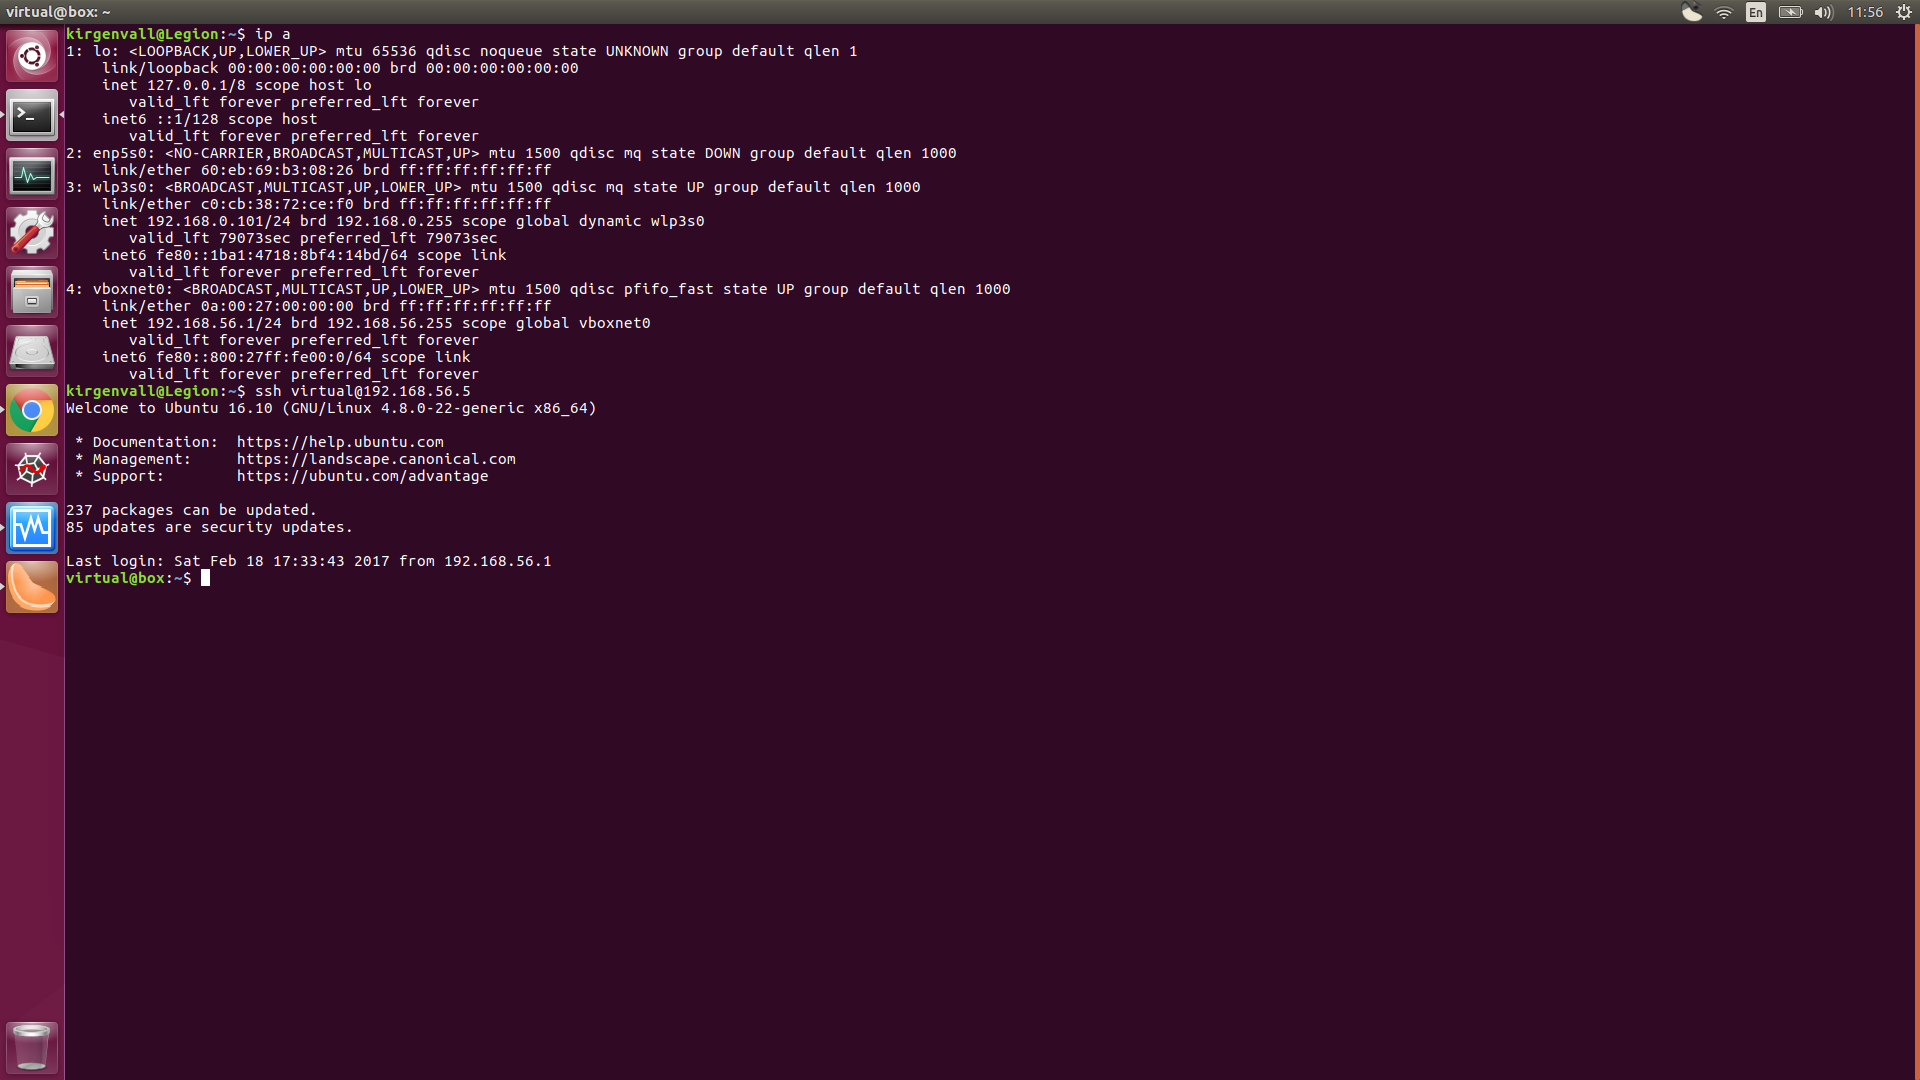 virtual@box: ~
En
11:56
kirgenvall@Legion:~$ ip a
1: lo: <LOOPBACK,UP,LOWER_UP> mtu 65536 qdisc noqueue state UNKNOWN group default qlen 1
    link/loopback 00:00:00:00:00:00 brd 00:00:00:00:00:00
    inet 127.0.0.1/8 scope host lo
       valid_lft forever preferred_lft forever
    inet6 ::1/128 scope host
       valid_lft forever preferred_lft forever
2: enp5s0: <NO-CARRIER,BROADCAST,MULTICAST,UP> mtu 1500 qdisc mq state DOWN group default qlen 1000
    link/ether 60:eb:69:b3:08:26 brd ff:ff:ff:ff:ff:ff
3: wlp3s0: <BROADCAST,MULTICAST,UP,LOWER_UP> mtu 1500 qdisc mq state UP group default qlen 1000
    link/ether c0:cb:38:72:ce:f0 brd ff:ff:ff:ff:ff:ff
    inet 192.168.0.101/24 brd 192.168.0.255 scope global dynamic wlp3s0
       valid_lft 79073sec preferred_lft 79073sec
    inet6 fe80::1ba1:4718:8bf4:14bd/64 scope link
       valid_lft forever preferred_lft forever
4: vboxnet0: <BROADCAST,MULTICAST,UP,LOWER_UP> mtu 1500 qdisc pfifo_fast state UP group default qlen 1000
    link/ether 0a:00:27:00:00:00 brd ff:ff:ff:ff:ff:ff
    inet 192.168.56.1/24 brd 192.168.56.255 scope global vboxnet0
       valid_lft forever preferred_lft forever
    inet6 fe80::800:27ff:fe00:0/64 scope link
       valid_lft forever preferred_lft forever
kirgenvall@Legion:~$ ssh virtual@192.168.56.5
Welcome to Ubuntu 16.10 (GNU/Linux 4.8.0-22-generic x86_64)
 * Documentation:  https://help.ubuntu.com
 * Management:     https://landscape.canonical.com
 * Support:        https://ubuntu.com/advantage
237 packages can be updated.
85 updates are security updates.
Last login: Sat Feb 18 17:33:43 2017 from 192.168.56.1
virtual@box:~$